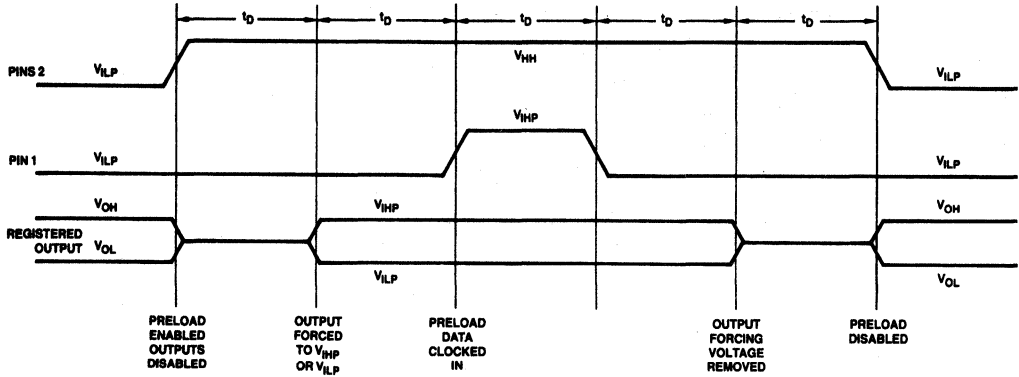 tD tD tD tD tD
PINS 2 VILP VHH VILP
PIN 1 VILP VIHP VILP
REGISTERED OUTPUT VOH VIHP VOH
VOL VILP VOL
PRELOAD
ENABLED
OUTPUTS
DISABLED
OUTPUT
FORCED
TO VIHP
OR VILP
PRELOAD
DATA
CLOCKED
IN
OUTPUT
FORCING
VOLTAGE
REMOVED
PRELOAD
DISABLED